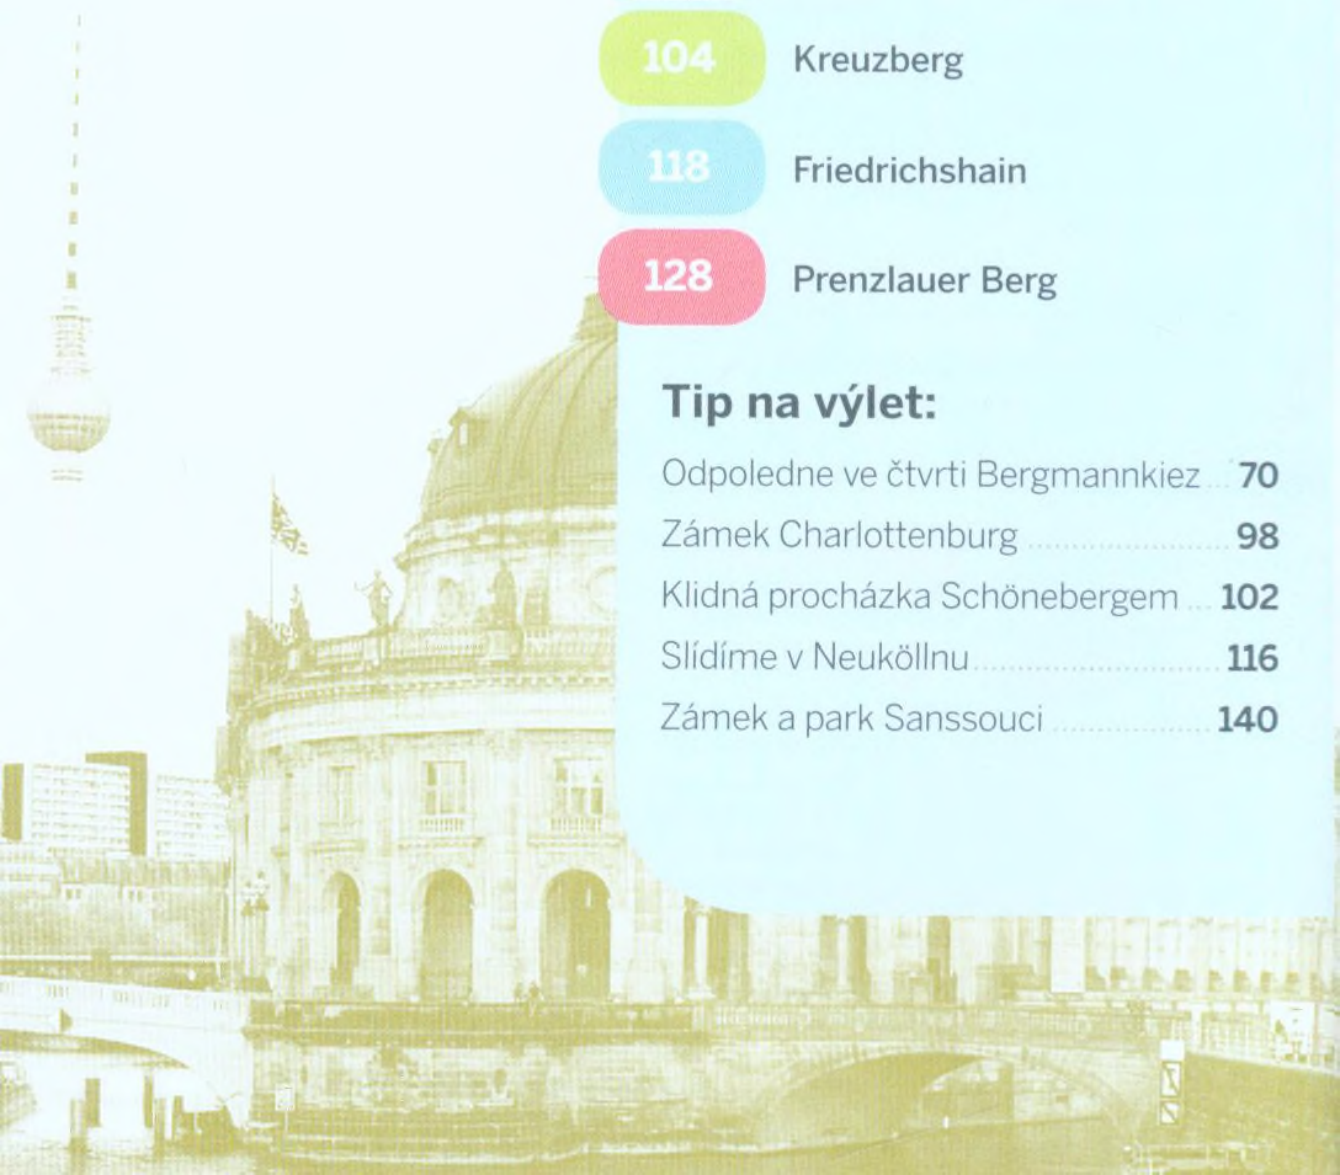 104 Kreuzberg
118 Friedrichshain
128 Prenzlauer Berg
Tip na výlet:
Odpoledne ve čtvrti Bergmannkiez ... 70
Zámek Charlottenburg ..................... 98
Klidná procházka Schönebergem ... 102
Slídíme v Neuköllnu ............................ 116
Zámek a park Sanssouci .................. 140